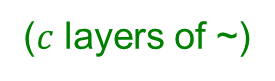 (𝑐 layers of ~)